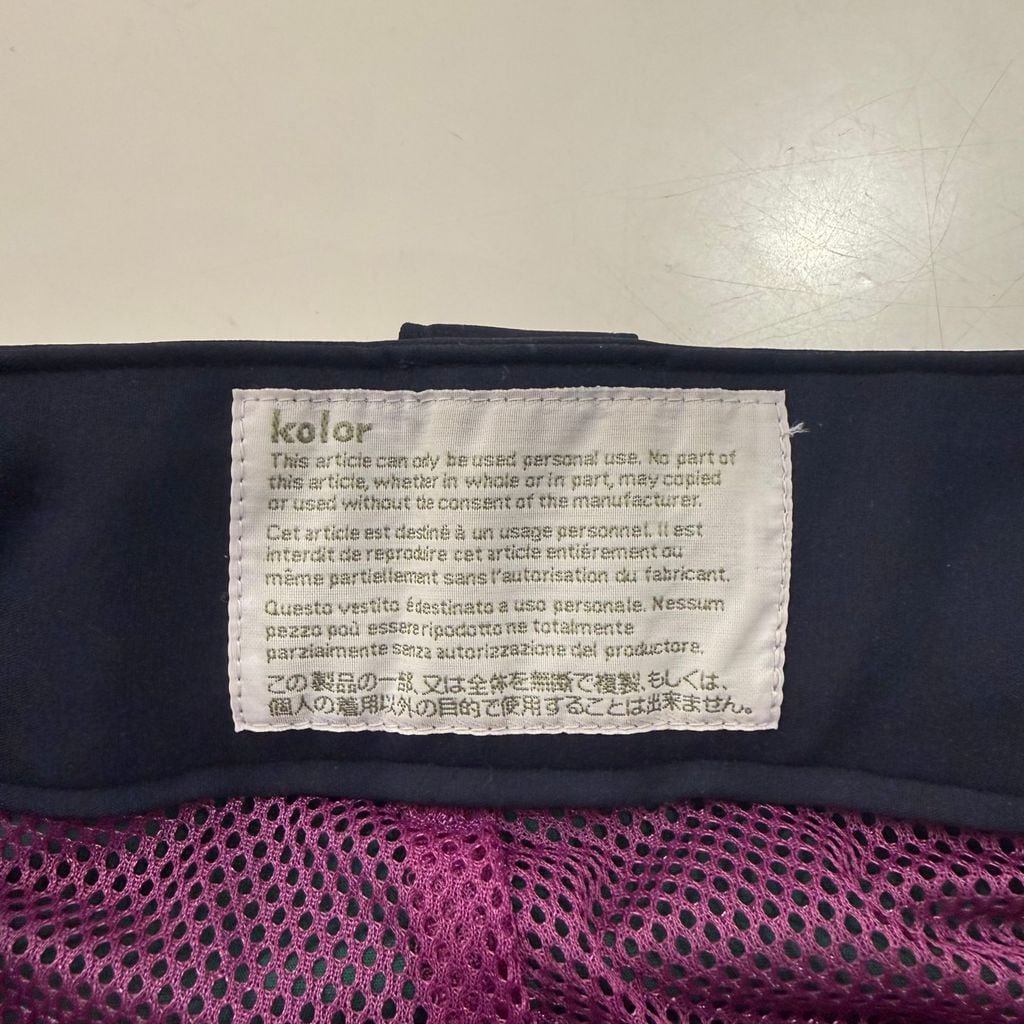 kolor
This article can only be used personal use. No part of
this article, whether in whole or in part, may copied
or used without the consent of the manufacturer.
Cet article est destiné à un usage personnel. Il est
interdit de reproduire cet article entiérement ou
même partiellement sans l'autorisation du fabricant.
Questo vestito é destinato a uso personale. Nessum
pezzo poù essere ripodotto ne totalmente
parzialmente senza autorizzazione del productore.
この製品の一部、又は全体を無断で複製、もしくは、
個人の着用以外の目的で使用することは出来ません。